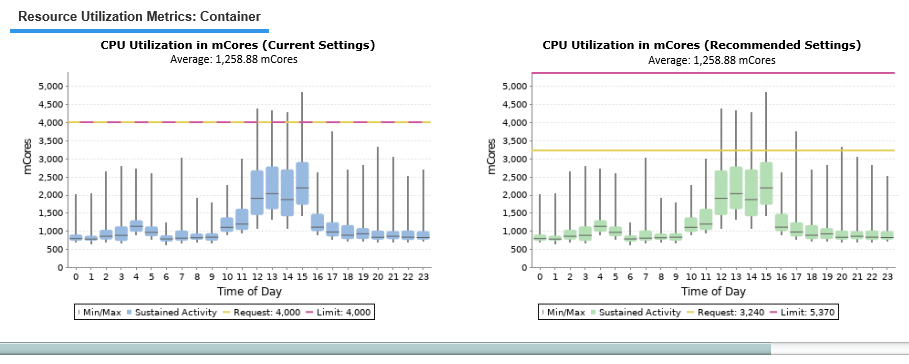 Resource Utilization Metrics: Container
CPU Utilization in mCores (Current Settings)
Average: 1,258.88 mCores
mCores
5,000
4,500
4,000
3,500
3,000
2,500
2,000
1,500
1,000
500
0
0 1 2 3 4 5 6 7 8 9 10 11 12 13 14 15 16 17 18 19 20 21 22 23
Time of Day
Min/Max Sustained Activity Request: 4,000 Limit: 4,000
CPU Utilization in mCores (Recommended Settings)
Average: 1,258.88 mCores
mCores
5,000
4,500
4,000
3,500
3,000
2,500
2,000
1,500
1,000
500
0
0 1 2 3 4 5 6 7 8 9 10 11 12 13 14 15 16 17 18 19 20 21 22 23
Time of Day
Min/Max Sustained Activity Request: 3,240 Limit: 5,370